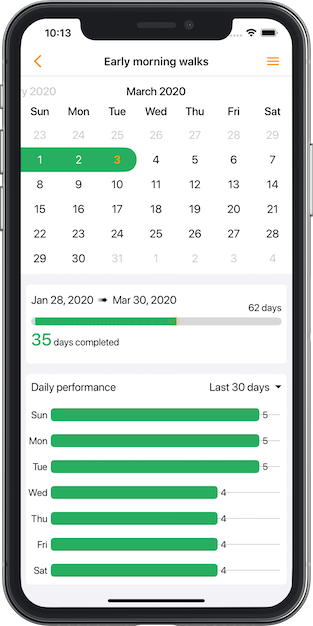 10:13
Early morning walks
y 2020 March 2020
Sun Mon Tue Wed Thu Fri Sat
23 24 25 26 27 28 29
1 2 3 4 5 6 7
8 9 10 11 12 13 14
15 16 17 18 19 20 21
22 23 24 25 26 27 28
29 30 31 1 2 3 4
Jan 28, 2020 ➡ Mar 30, 2020
62 days
35 days completed
Daily performance Last 30 days
Sun 5
Mon 5
Tue 5
Wed 4
Thu 4
Fri 4
Sat 4